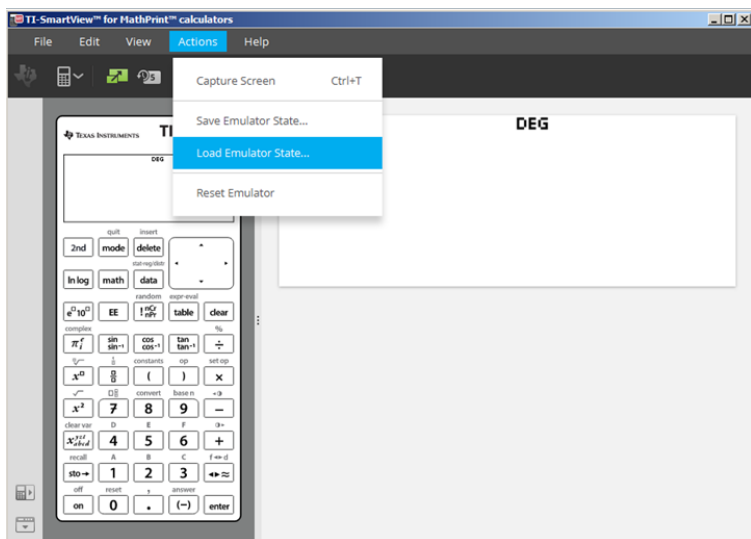 TI-SmartView™ for MathPrint™ calculators
File Edit View Actions Help
Capture Screen Ctrl+T
Save Emulator State...
Load Emulator State...
Reset Emulator
DEG
TEXAS INSTRUMENTS
DEG
quit insert
2nd mode delete
stat-reg/distr
ln log math data
random expr-eval
e□10□ EE ! nCr nPr table clear
complex %
π e i sin sin⁻¹ cos cos⁻¹ tan tan⁻¹ ÷
constants op set op
x□ ( ) ×
convert base n
x² 7 8 9 −
clear var D E F
x y z t a b c d 4 5 6 +
recall A B C f◂▸d
sto→ 1 2 3 ◂▸≈
off reset , answer
on 0 . (−) enter